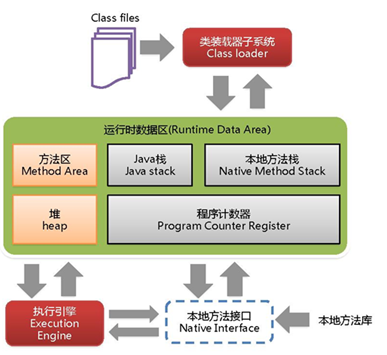 Class files
类装载器子系统
Class loader
运行时数据区(Runtime Data Area)
方法区
Method Area
Java栈
Java stack
本地方法栈
Native Method Stack
堆
heap
程序计数器
Program Counter Register
执行引擎
Execution
Engine
本地方法接口
Native Interface
本地方法库